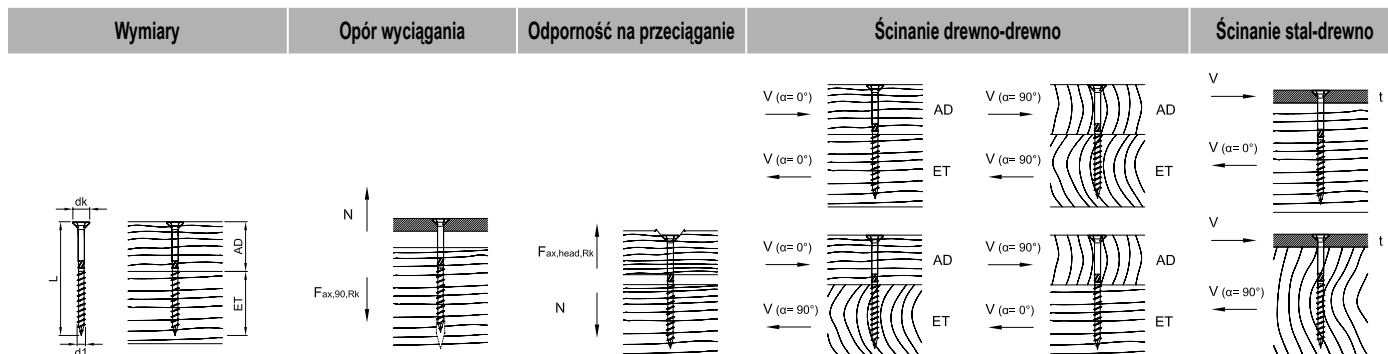 Wymiary
Opór wyciągania
Odporność na przeciąganie
Ścinanie drewno-drewno
Ścinanie stal-drewno
dk
L
d1
AD
ET
N
Fax,90,Rk
Fax,head,Rk
N
V (α= 0°)
AD
V (α= 0°)
ET
V (α= 90°)
AD
V (α= 90°)
ET
V (α= 0°)
AD
V (α= 90°)
ET
V (α= 90°)
AD
V (α= 0°)
ET
V
t
V (α= 0°)
V
t
V (α= 90°)